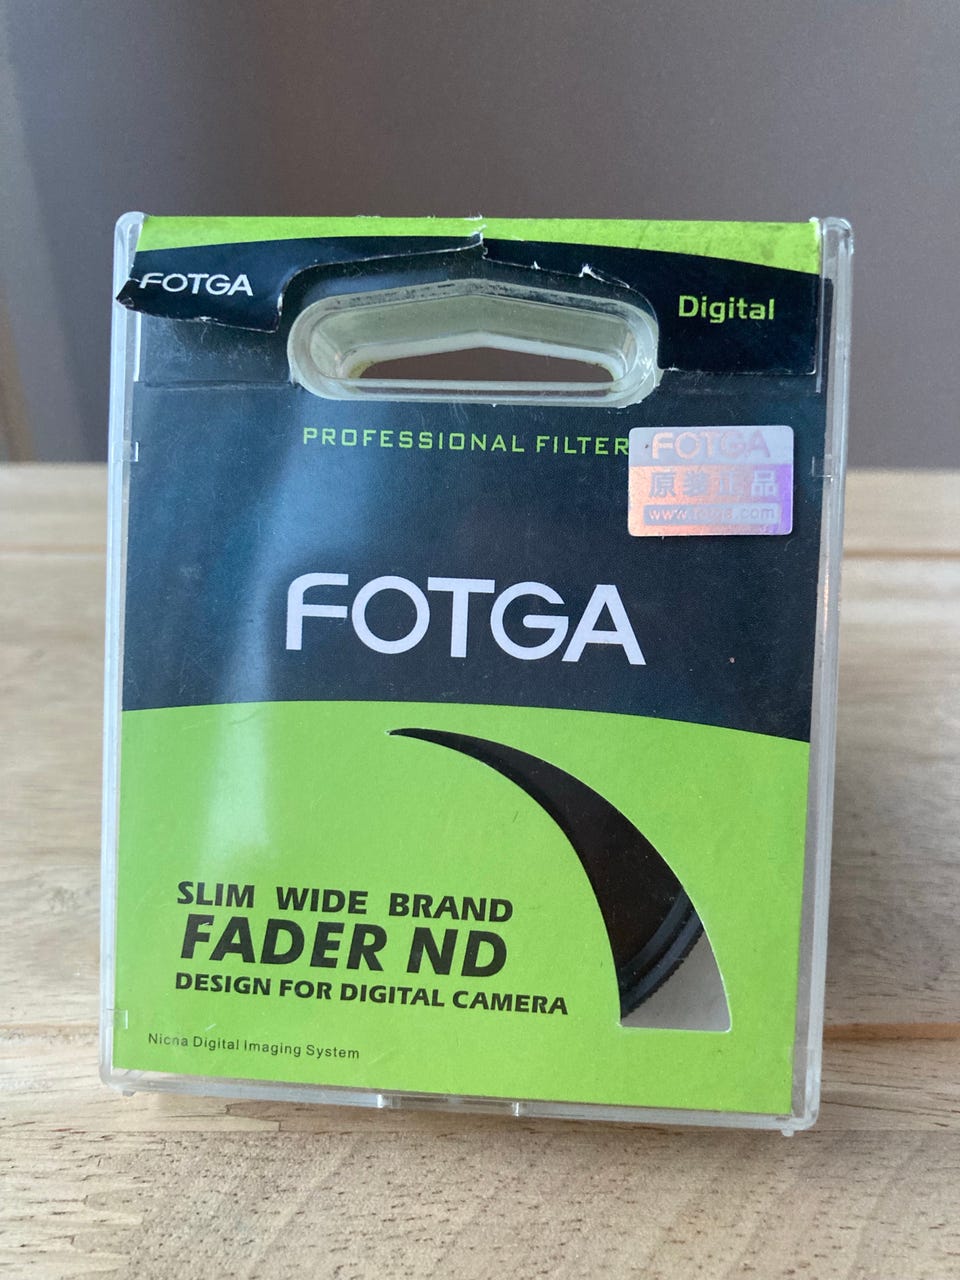 FOTGA
Digital
PROFESSIONAL FILTER
FOTGA
原装正品
www.fotga.com
FOTGA
SLIM WIDE BRAND
FADER ND
DESIGN FOR DIGITAL CAMERA
Nicna Digital Imaging System